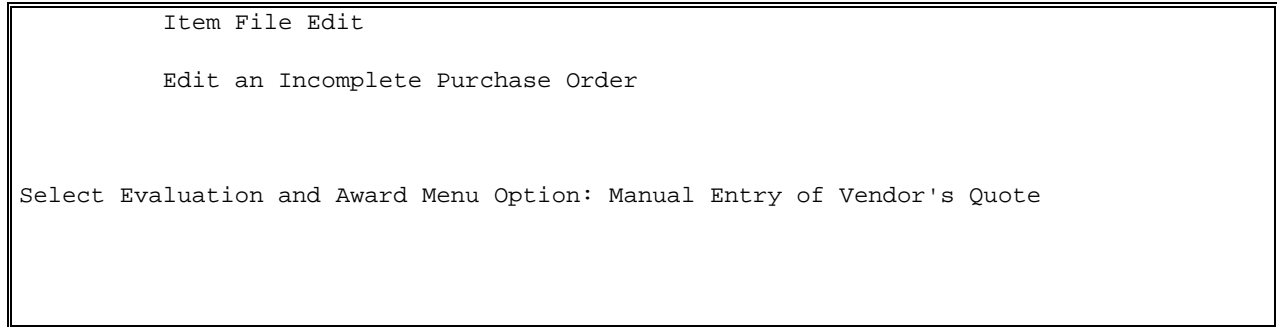 Item File Edit
Edit an Incomplete Purchase Order
Select Evaluation and Award Menu Option: Manual Entry of Vendor's Quote